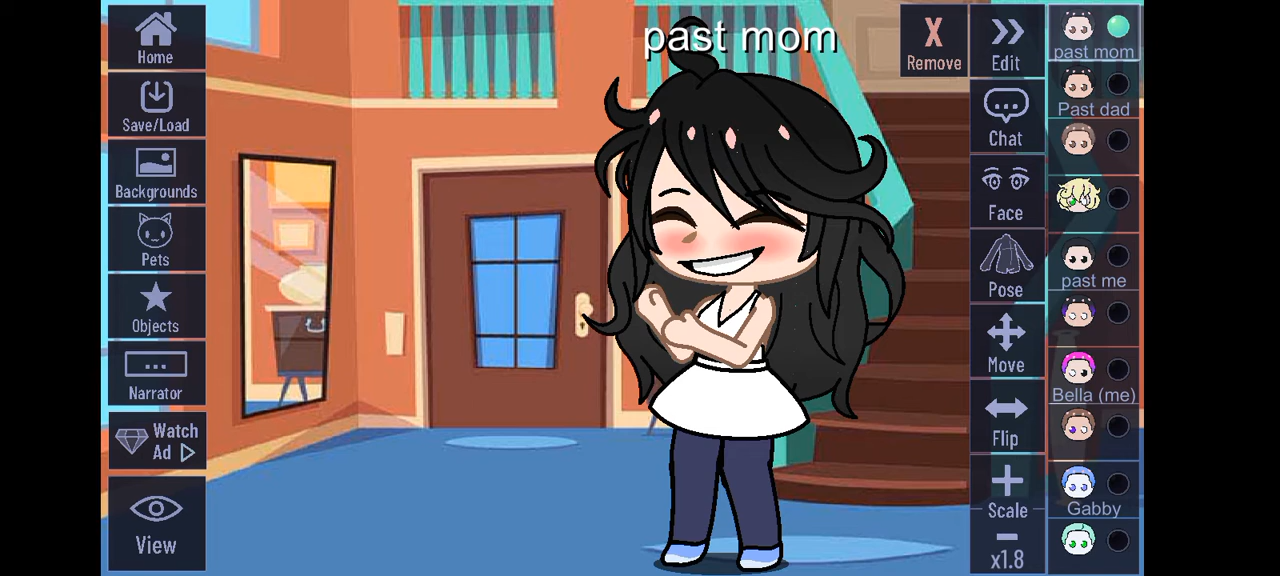 past mom
Home
Save/Load
Backgrounds
Pets
Objects
Narrator
Watch
Ad
View
X
Remove
Edit
Chat
Face
Pose
Move
Flip
Scale
x1.8
past mom
Past dad
past me
Bella (me)
Gabby